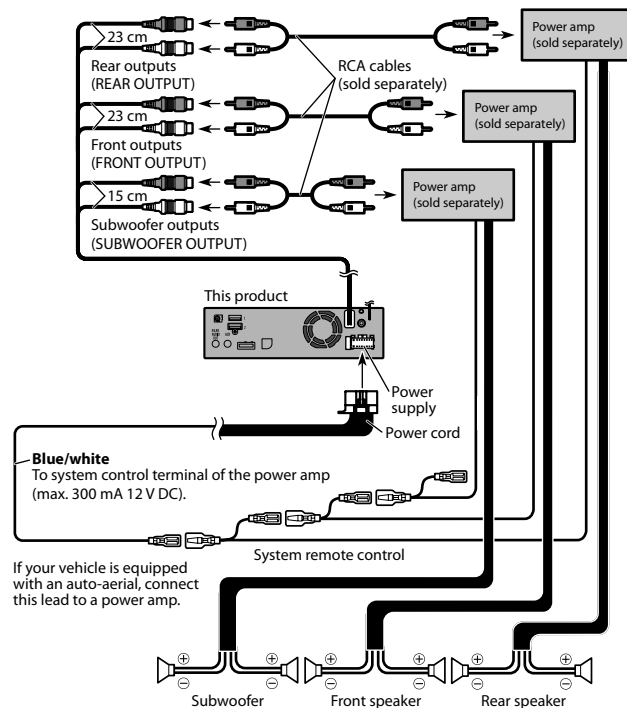 23 cm
Rear outputs
(REAR OUTPUT)
RCA cables
(sold separately)
Power amp
(sold separately)
23 cm
Front outputs
(FRONT OUTPUT)
Power amp
(sold separately)
15 cm
Subwoofer outputs
(SUBWOOFER OUTPUT)
Power amp
(sold separately)
This product
1
2
Power
supply
Power cord
Blue/white
To system control terminal of the power amp
(max. 300 mA 12 V DC).
System remote control
If your vehicle is equipped
with an auto-aerial, connect
this lead to a power amp.
+ + + + + +
− − − − − −
Subwoofer
Front speaker
Rear speaker